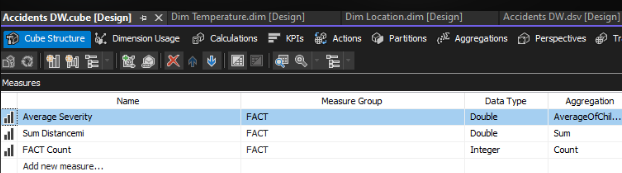 Accidents DW.cube [Design] Dim Temperature.dim [Design] Dim Location.dim [Design] Accidents DW.dsv [Design]
Cube Structure Dimension Usage Calculations KPIs Actions Partitions Aggregations Perspectives Tr
Measures
Name Measure Group Data Type Aggregation
Average Severity FACT Double AverageOfChil...
Sum Distancemi FACT Double Sum
FACT Count FACT Integer Count
Add new measure...